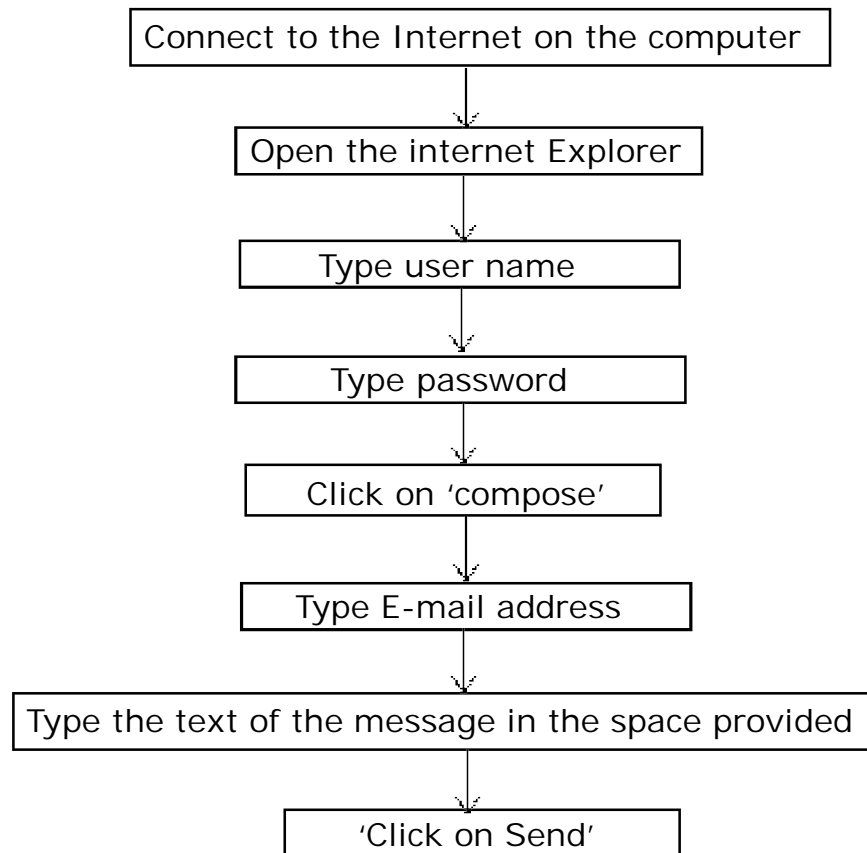 Connect to the Internet on the computer
Open the internet Explorer
Type user name
Type password
Click on ‘compose’
Type E-mail address
Type the text of the message in the space provided
‘Click on Send’